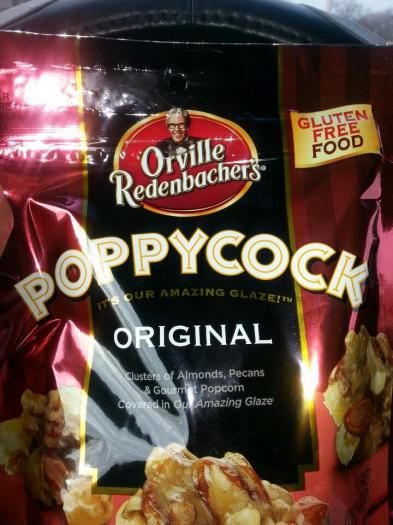 Orville
Redenbacher's®
GLUTEN
FREE
FOOD
POPPYCOCK
IT'S OUR AMAZING GLAZE!™
ORIGINAL
Clusters of Almonds, Pecans
& Gourmet Popcorn
Covered in Our Amazing Glaze